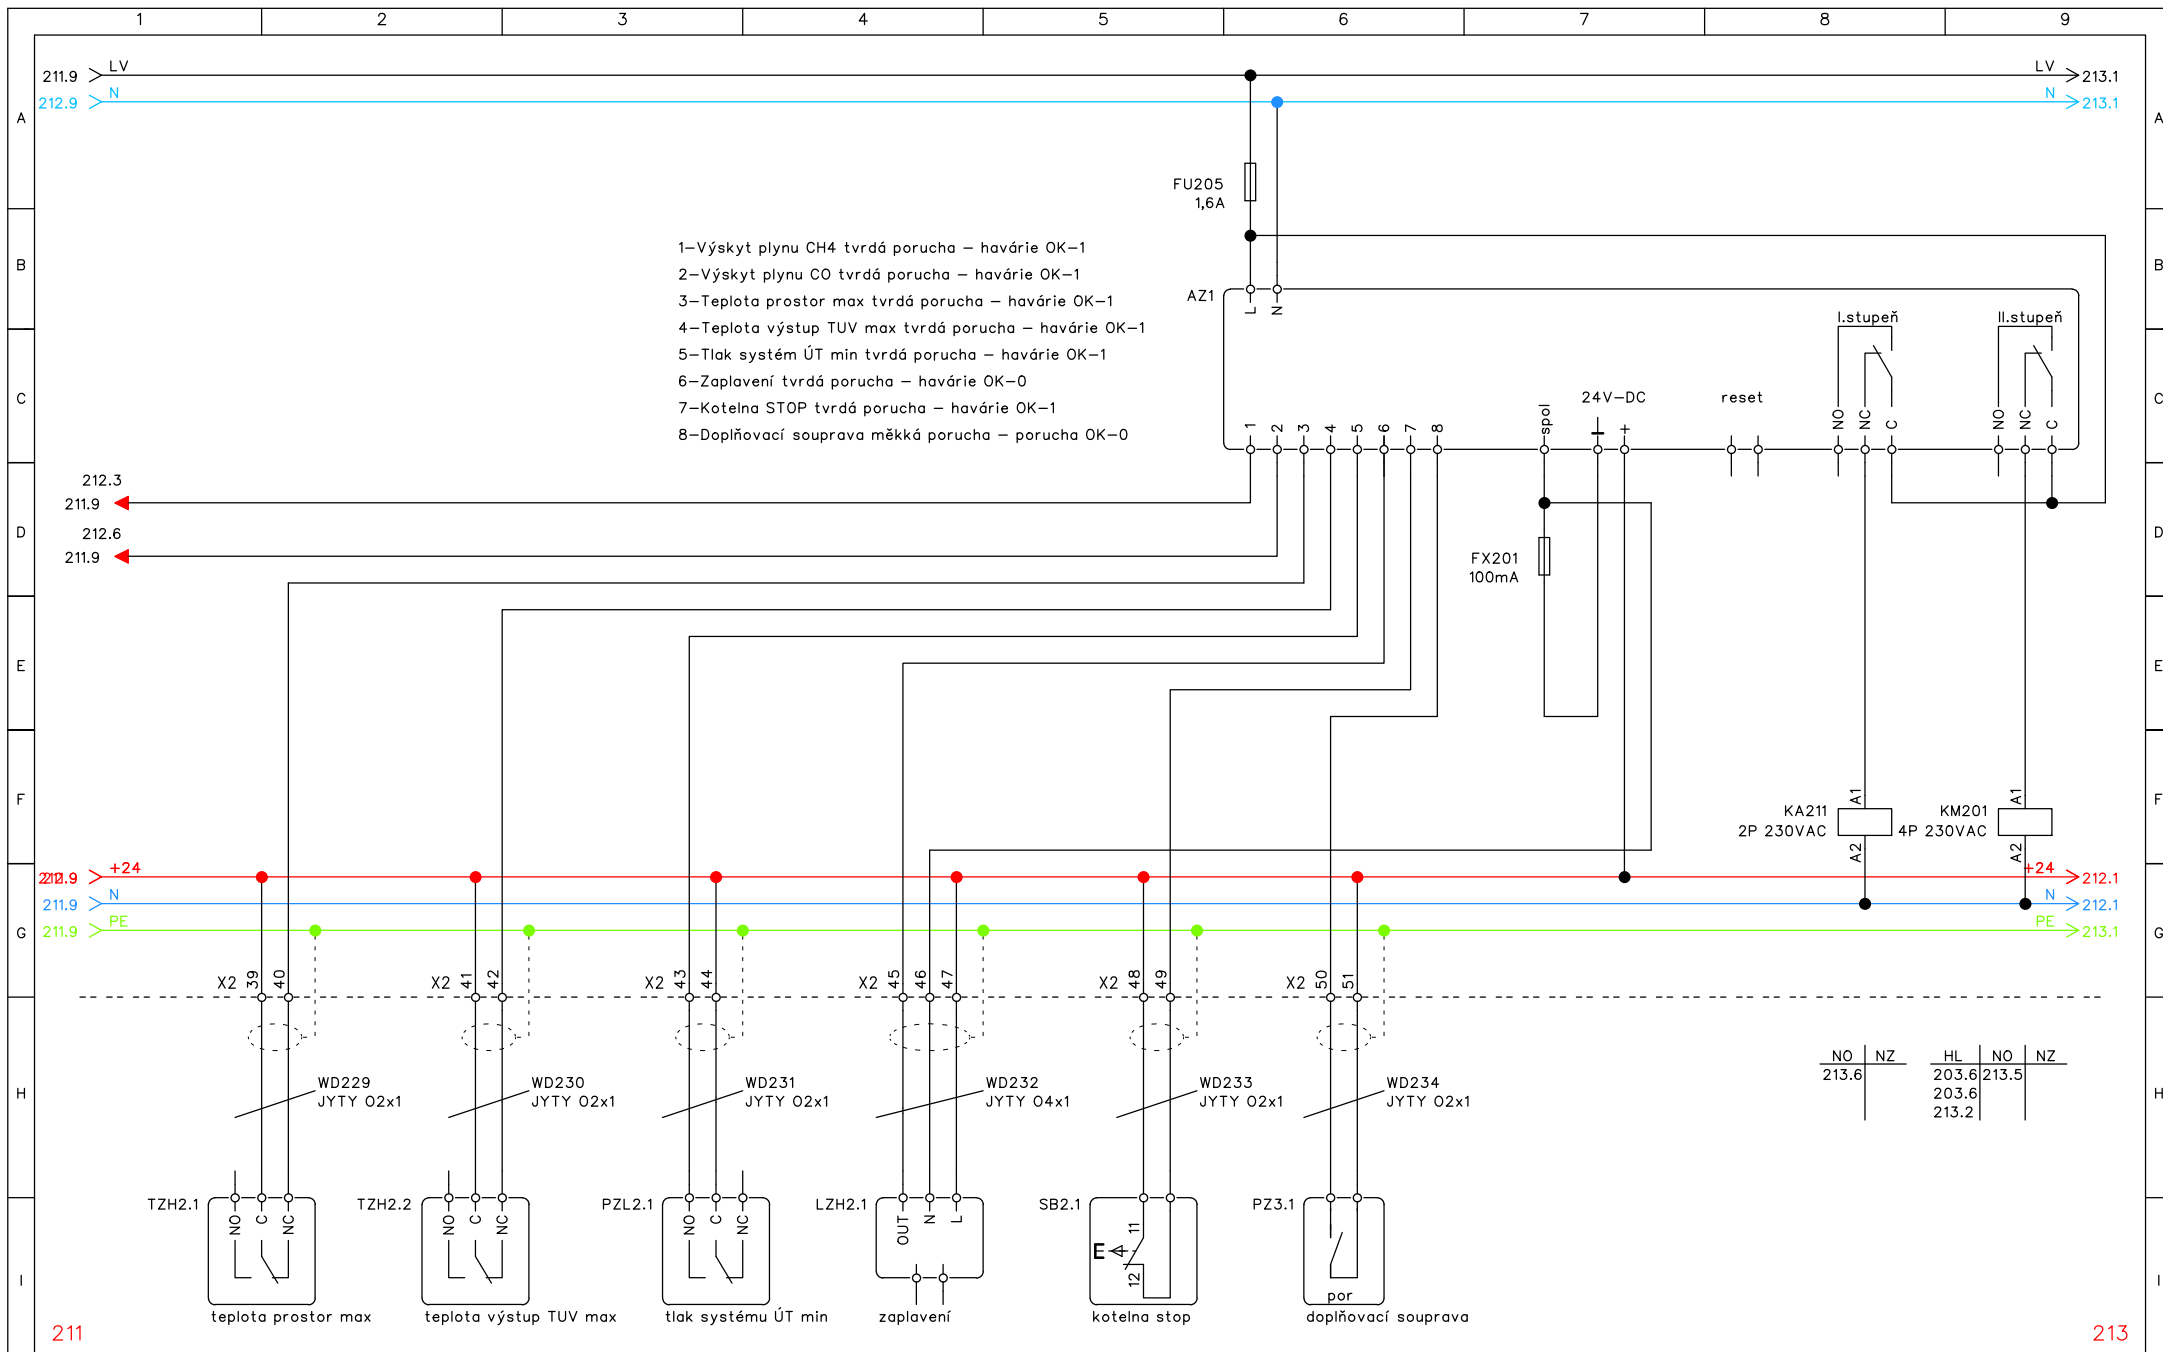 1 2 3 4 5 6 7 8 9
211.9 LV LV 213.1
212.9 N N 213.1
A A
FU205
1,6A
B B
1–Výskyt plynu CH4 tvrdá porucha – havárie OK–1
2–Výskyt plynu CO tvrdá porucha – havárie OK–1
3–Teplota prostor max tvrdá porucha – havárie OK–1
4–Teplota výstup TUV max tvrdá porucha – havárie OK–1
5–Tlak systém ÚT min tvrdá porucha – havárie OK–1
6–Zaplavení tvrdá porucha – havárie OK–0
7–Kotelna STOP tvrdá porucha – havárie OK–1
8–Doplňovací souprava měkká porucha – porucha OK–0
AZ1
L N
I.stupeň II.stupeň
C C
24V–DC reset
1 2 3 4 5 6 7 8 spol – + NO NC C NO NC C
212.3
211.9
D D
212.6
211.9
FX201
100mA
E E
F F
KA211
2P 230VAC
A1
A2
KM201
4P 230VAC
A1
A2
+24 +24 212.1
211.9 N N 212.1
211.9 PE PE 213.1
G G
X2 39 40
X2 41 42
X2 43 44
X2 45 46 47
X2 48 49
X2 50 51
H H
WD229
JYTY O2x1
WD230
JYTY O2x1
WD231
JYTY O2x1
WD232
JYTY O4x1
WD233
JYTY O2x1
WD234
JYTY O2x1
NO NZ
213.6
HL NO NZ
203.6 213.5
203.6
213.2
TZH2.1 NO C NC
TZH2.2 NO C NC
PZL2.1 NO C NC
LZH2.1 OUT N L
SB2.1 11 12 E
PZ3.1 por
I I
teplota prostor max
teplota výstup TUV max
tlak systému ÚT min
zaplavení
kotelna stop
doplňovací souprava
211 213